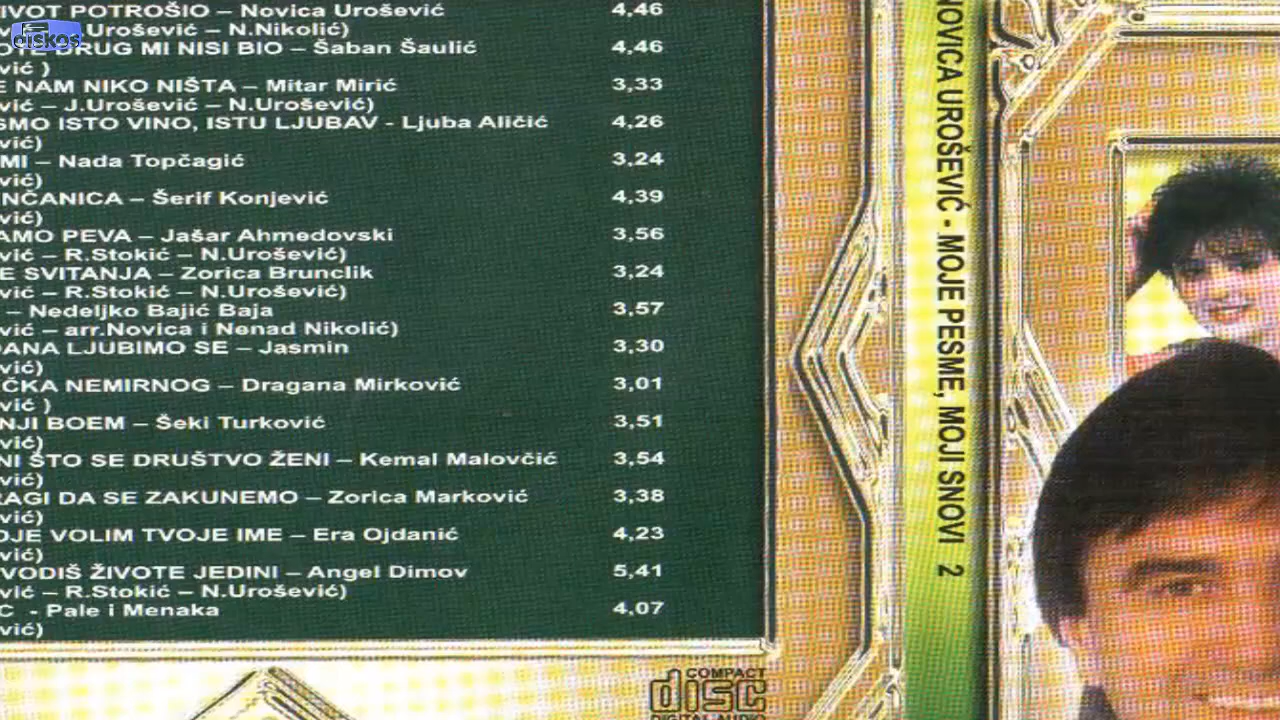 diskos
IVOT POTROŠIO – Novica Urošević 4,46
Urošević – N.Nikolić)
DRUG MI NISI BIO – Šaban Šaulić 4,46
vić )
E NAM NIKO NIŠTA – Mitar Mirić 3,33
vić – J.Urošević – N.Urošević)
SMO ISTO VINO, ISTU LJUBAV - Ljuba Aličić 4,26
vić)
MI – Nada Topčagić 3,24
vić)
NČANICA – Šerif Konjević 4,39
vić)
AMO PEVA – Jašar Ahmedovski 3,56
vić – R.Stokić – N.Urošević)
E SVITANJA – Zorica Brunclik 3,24
vić – R.Stokić – N.Urošević)
– Nedeljko Bajić Baja 3,57
vić – arr.Novica i Nenad Nikolić)
DANA LJUBIMO SE – Jasmin 3,30
vić)
ČKA NEMIRNOG – Dragana Mirković 3,01
vić )
NJI BOEM – Šeki Turković 3,51
vić)
NI ŠTO SE DRUŠTVO ŽENI – Kemal Malovčić 3,54
vić)
RAGI DA SE ZAKUNEMO – Zorica Marković 3,38
vić)
OJE VOLIM TVOJE IME – Era Ojdanić 4,23
vić)
VODIŠ ŽIVOTE JEDINI – Angel Dimov 5,41
vić – R.Stokić – N.Urošević)
C - Pale i Menaka 4,07
vić)
COMPACT
disc
DIGITAL AUDIO
NOVICA UROŠEVIĆ - MOJE PESME, MOJI SNOVI 2